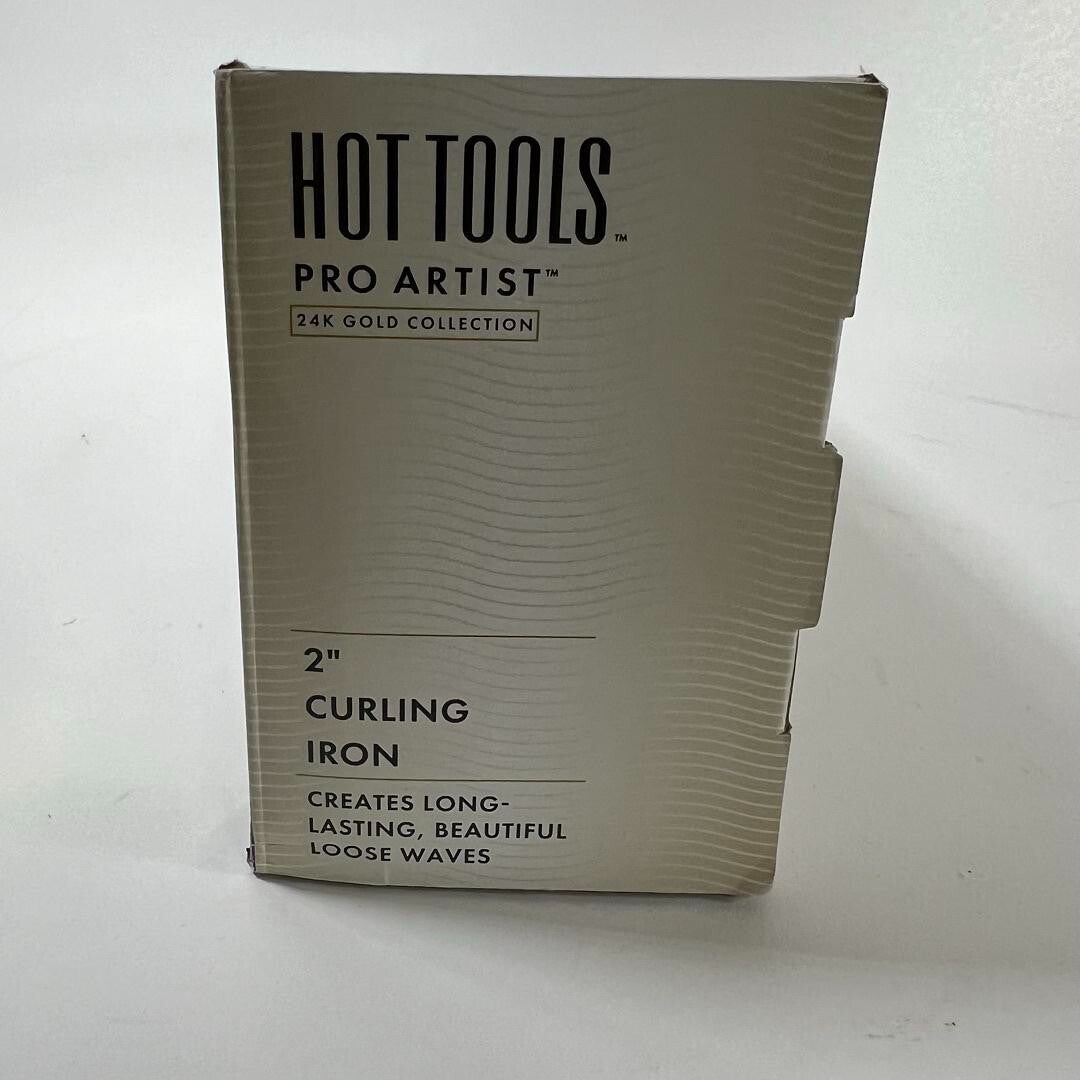 HOT TOOLS™
PRO ARTIST™
24K GOLD COLLECTION
2"
CURLING
IRON
CREATES LONG-
LASTING, BEAUTIFUL
LOOSE WAVES